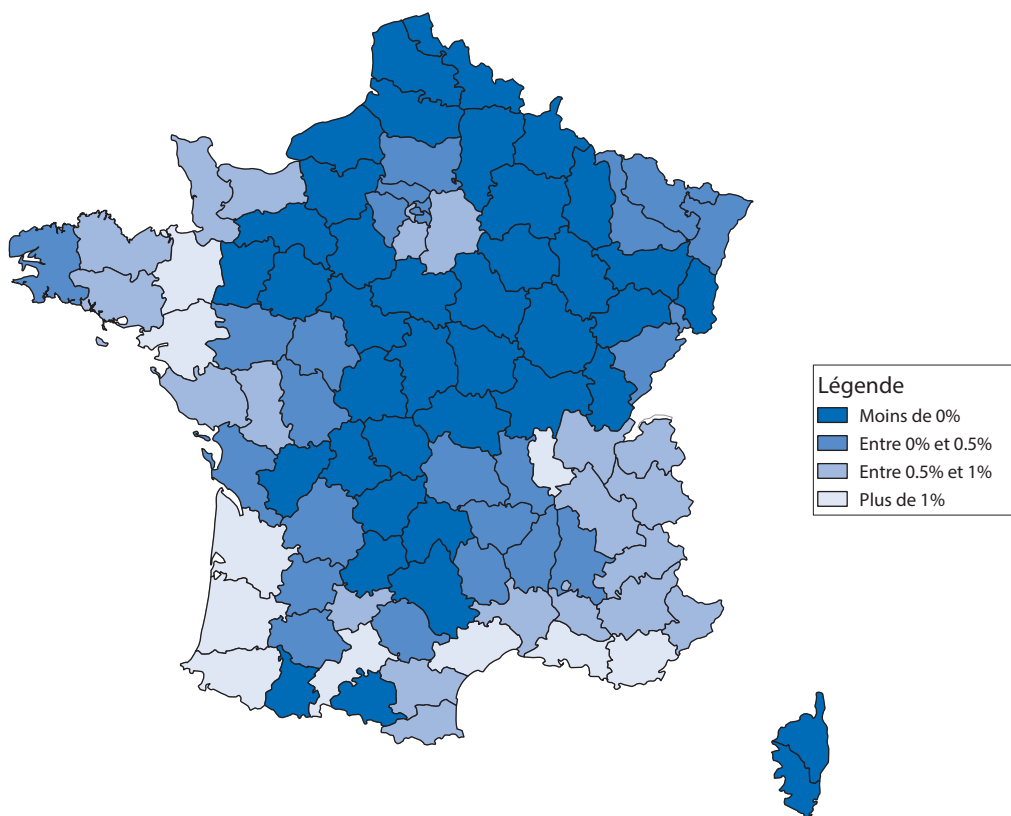 Légende
Moins de 0%
Entre 0% et 0.5%
Entre 0.5% et 1%
Plus de 1%